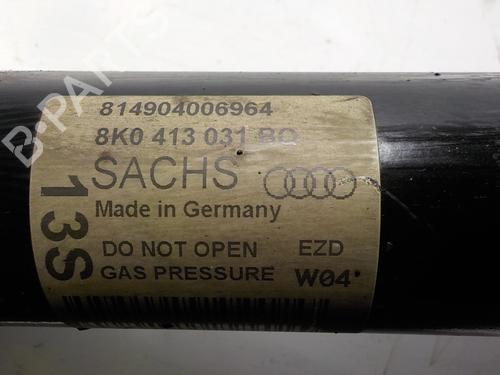 B-PARTS
814904006964
8K0 413 031 BQ
SACHS
Made in Germany
DO NOT OPEN EZD
GAS PRESSURE W04
13S